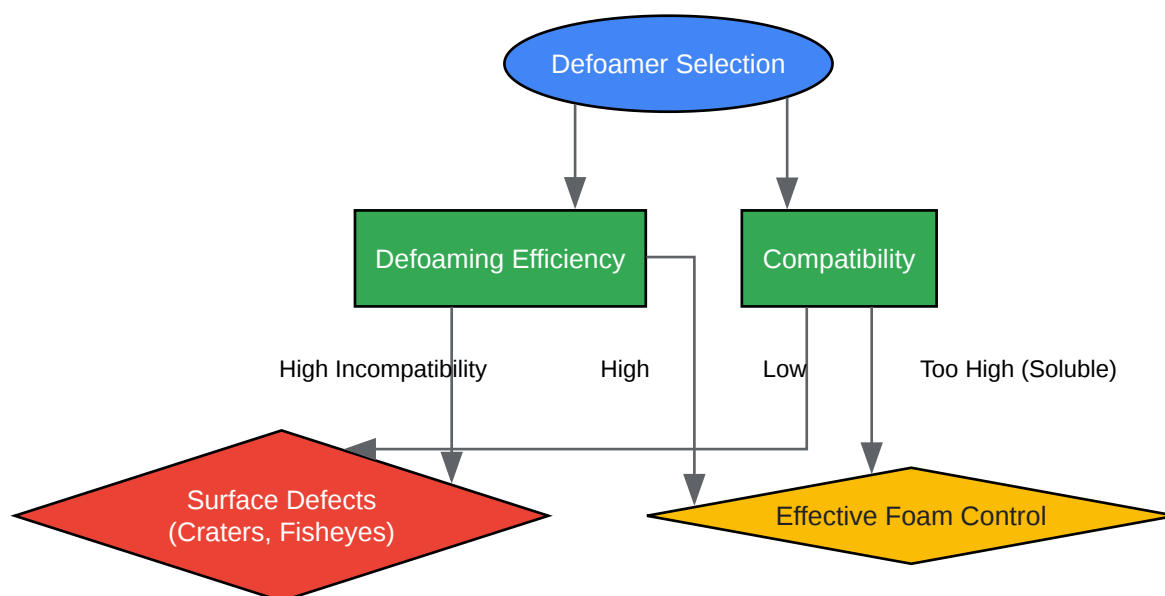 Defoamer Selection
Defoaming Efficiency
Compatibility
High Incompatibility
High
Low
Too High (Soluble)
Surface Defects
(Craters, Fisheyes)
Effective Foam Control